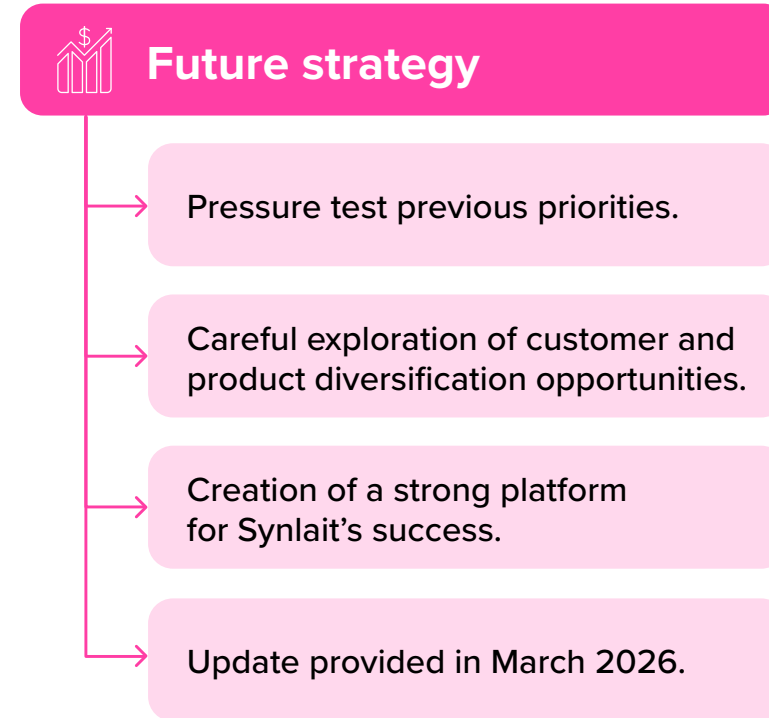 $
Future strategy
Pressure test previous priorities.
Careful exploration of customer and
product diversification opportunities.
Creation of a strong platform
for Synlait’s success.
Update provided in March 2026.